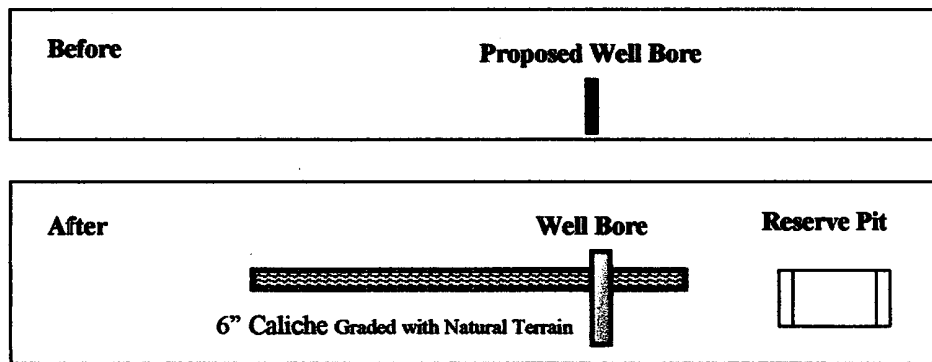 Before
Proposed Well Bore
After
Well Bore
Reserve Pit
6” Caliche Graded with Natural Terrain